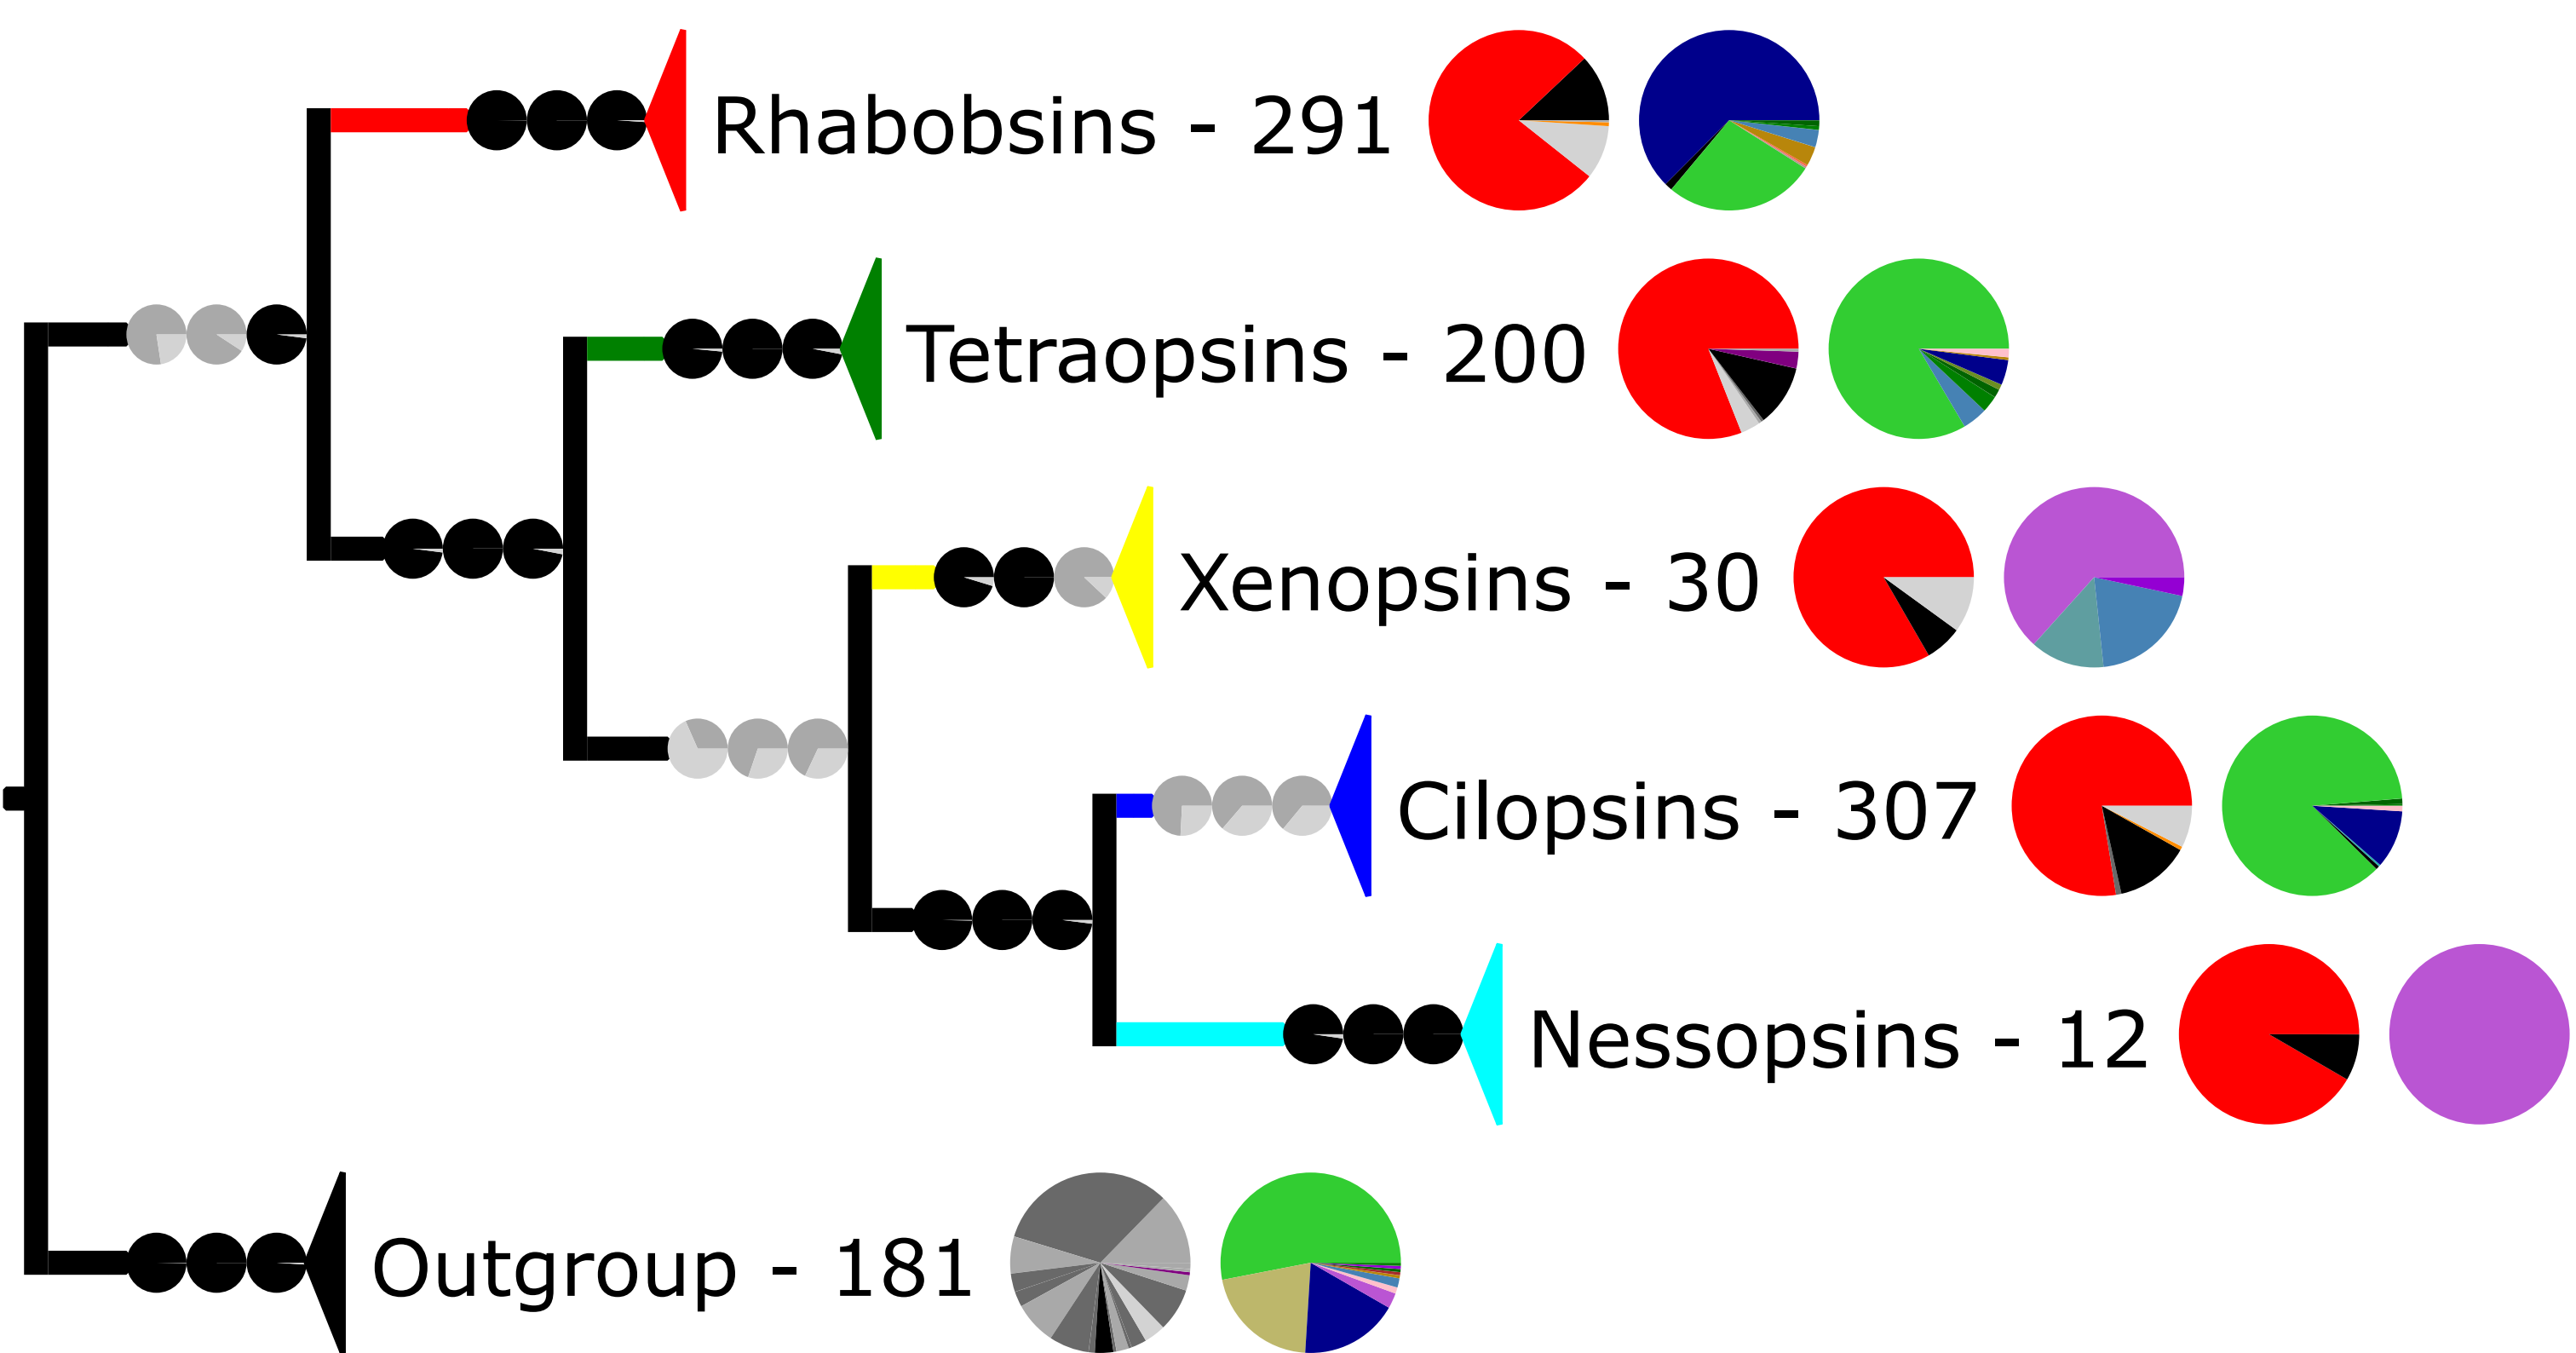 Rhabobsins - 291
Tetraopsins - 200
Xenopsins - 30
Cilopsins - 307
Nessopsins - 12
Outgroup - 181